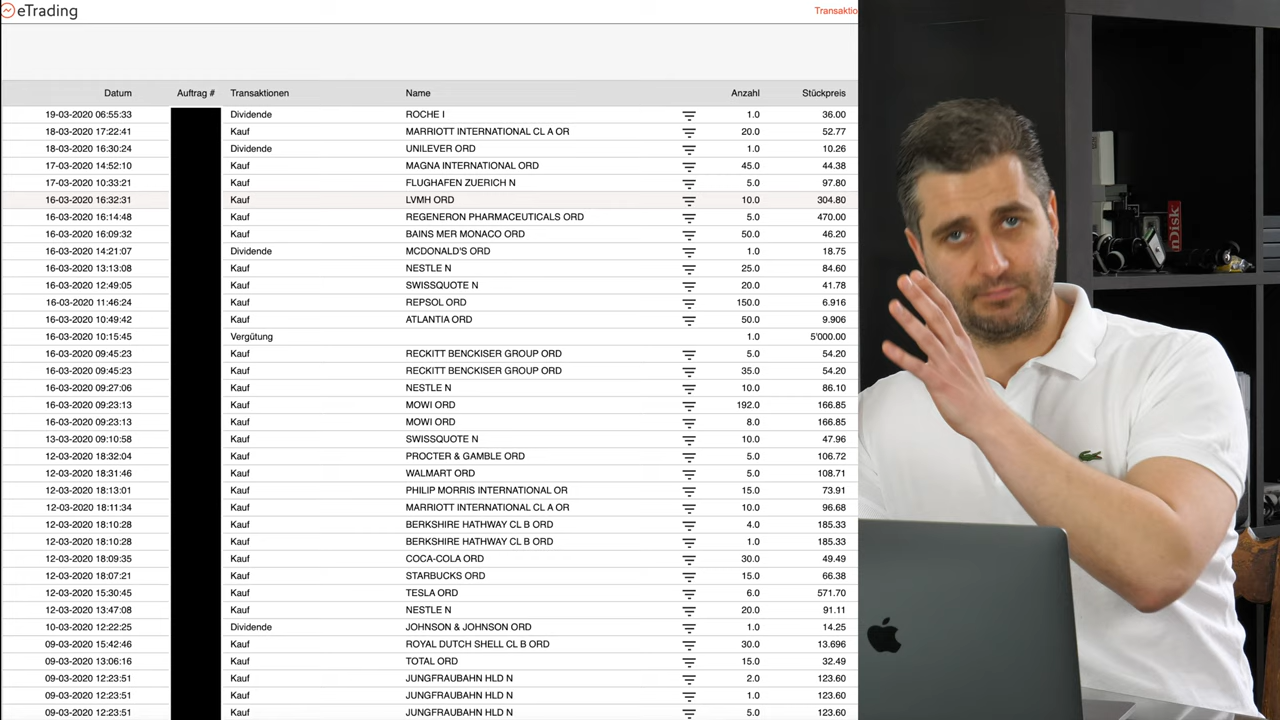 eTrading
Transaktio
Datum Auftrag # Transaktionen Name Anzahl Stückpreis
19-03-2020 06:55:33 Dividende ROCHE I 1.0 36.00
18-03-2020 17:22:41 Kauf MARRIOTT INTERNATIONAL CL A OR 20.0 52.77
18-03-2020 16:30:24 Dividende UNILEVER ORD 1.0 10.26
17-03-2020 14:52:10 Kauf MAGNA INTERNATIONAL ORD 45.0 44.38
17-03-2020 10:33:21 Kauf FLUGHAFEN ZUERICH N 5.0 97.80
16-03-2020 16:32:31 Kauf LVMH ORD 10.0 304.80
16-03-2020 16:14:48 Kauf REGENERON PHARMACEUTICALS ORD 5.0 470.00
16-03-2020 16:09:32 Kauf BAINS MER MONACO ORD 50.0 46.20
16-03-2020 14:21:07 Dividende MCDONALD'S ORD 1.0 18.75
16-03-2020 13:13:08 Kauf NESTLE N 25.0 84.60
16-03-2020 12:49:05 Kauf SWISSQUOTE N 20.0 41.78
16-03-2020 11:46:24 Kauf REPSOL ORD 150.0 6.916
16-03-2020 10:49:42 Kauf ATLANTIA ORD 50.0 9.906
16-03-2020 10:15:45 Vergütung 1.0 5'000.00
16-03-2020 09:45:23 Kauf RECKITT BENCKISER GROUP ORD 5.0 54.20
16-03-2020 09:45:23 Kauf RECKITT BENCKISER GROUP ORD 35.0 54.20
16-03-2020 09:27:06 Kauf NESTLE N 10.0 86.10
16-03-2020 09:23:13 Kauf MOWI ORD 192.0 166.85
16-03-2020 09:23:13 Kauf MOWI ORD 8.0 166.85
13-03-2020 09:10:58 Kauf SWISSQUOTE N 10.0 47.96
12-03-2020 18:32:04 Kauf PROCTER & GAMBLE ORD 5.0 106.72
12-03-2020 18:31:46 Kauf WALMART ORD 5.0 108.71
12-03-2020 18:13:01 Kauf PHILIP MORRIS INTERNATIONAL OR 15.0 73.91
12-03-2020 18:11:34 Kauf MARRIOTT INTERNATIONAL CL A OR 10.0 96.68
12-03-2020 18:10:28 Kauf BERKSHIRE HATHWAY CL B ORD 4.0 185.33
12-03-2020 18:10:28 Kauf BERKSHIRE HATHWAY CL B ORD 1.0 185.33
12-03-2020 18:09:35 Kauf COCA-COLA ORD 30.0 49.49
12-03-2020 18:07:21 Kauf STARBUCKS ORD 15.0 66.38
12-03-2020 15:30:45 Kauf TESLA ORD 6.0 571.70
12-03-2020 13:47:08 Kauf NESTLE N 20.0 91.11
10-03-2020 12:22:25 Dividende JOHNSON & JOHNSON ORD 1.0 14.25
09-03-2020 15:42:46 Kauf ROYAL DUTCH SHELL CL B ORD 30.0 13.696
09-03-2020 13:06:16 Kauf TOTAL ORD 15.0 32.49
09-03-2020 12:23:51 Kauf JUNGFRAUBAHN HLD N 2.0 123.60
09-03-2020 12:23:51 Kauf JUNGFRAUBAHN HLD N 1.0 123.60
09-03-2020 12:23:51 Kauf JUNGFRAUBAHN HLD N 5.0 123.60